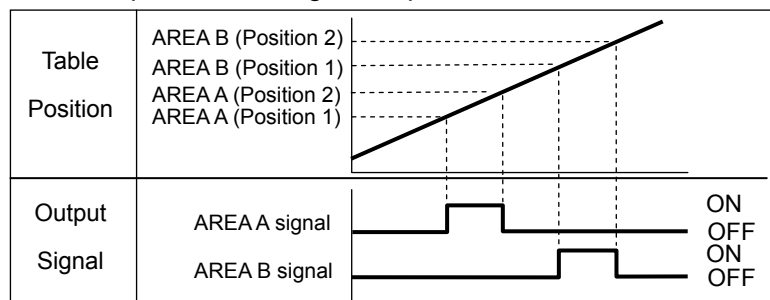 Table
Position
AREA B (Position 2)
AREA B (Position 1)
AREA A (Position 2)
AREA A (Position 1)
Output
Signal
AREA A signal
ON
OFF
AREA B signal
ON
OFF